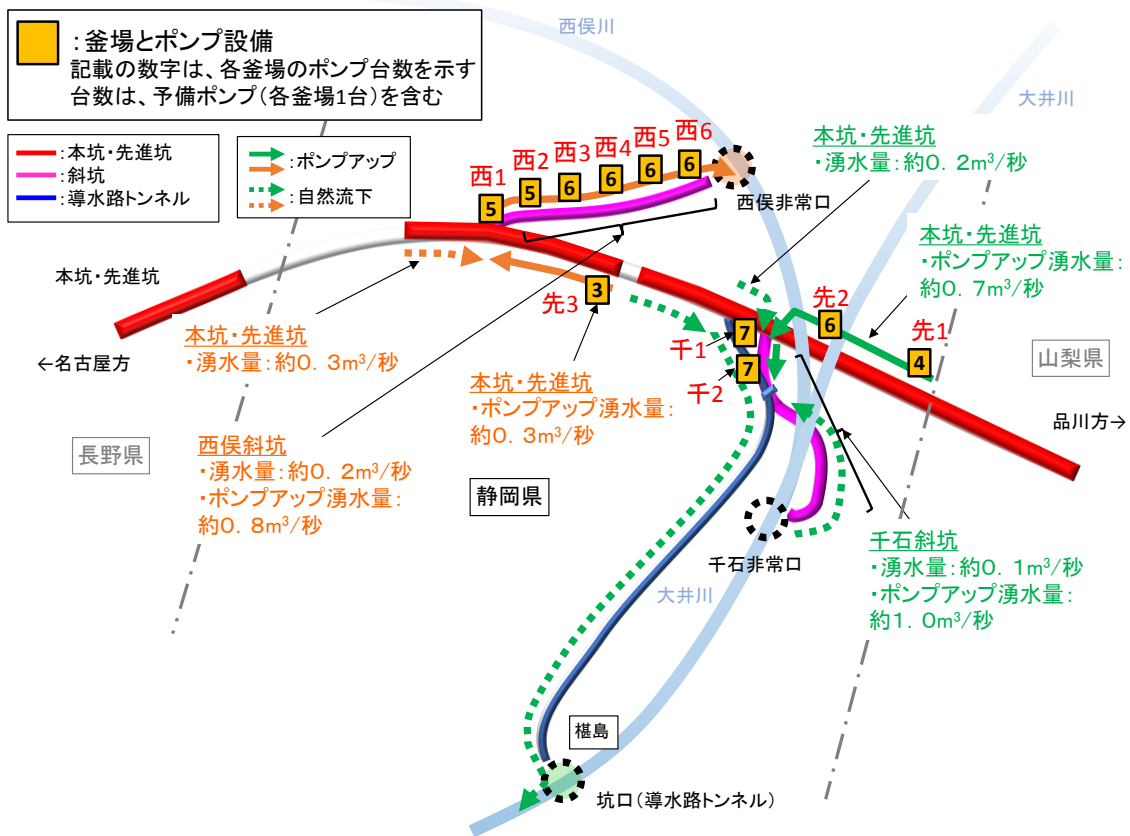 ：釜場とポンプ設備
記載の数字は、各釜場のポンプ台数を示す
台数は、予備ポンプ（各釜場1台）を含む
：本坑・先進坑
：斜坑
：導水路トンネル
：ポンプアップ
：自然流下
西俣川
大井川
本坑・先進坑
・湧水量：約0．2m³/秒
西1
西2
西3
西4
西5
西6
5
5
6
6
6
6
西俣非常口
本坑・先進坑
・ポンプアップ湧水量：
約0．7m³/秒
本坑・先進坑
先3
3
先2
6
先1
4
山梨県
千1
7
千2
7
本坑・先進坑
・湧水量：約0．3m³/秒
←名古屋方
本坑・先進坑
・ポンプアップ湧水量：
約0．3m³/秒
品川方→
長野県
西俣斜坑
・湧水量：約0．2m³/秒
・ポンプアップ湧水量：
約0．8m³/秒
静岡県
千石非常口
千石斜坑
・湧水量：約0．1m³/秒
・ポンプアップ湧水量：
約1．0m³/秒
大井川
椹島
坑口（導水路トンネル）